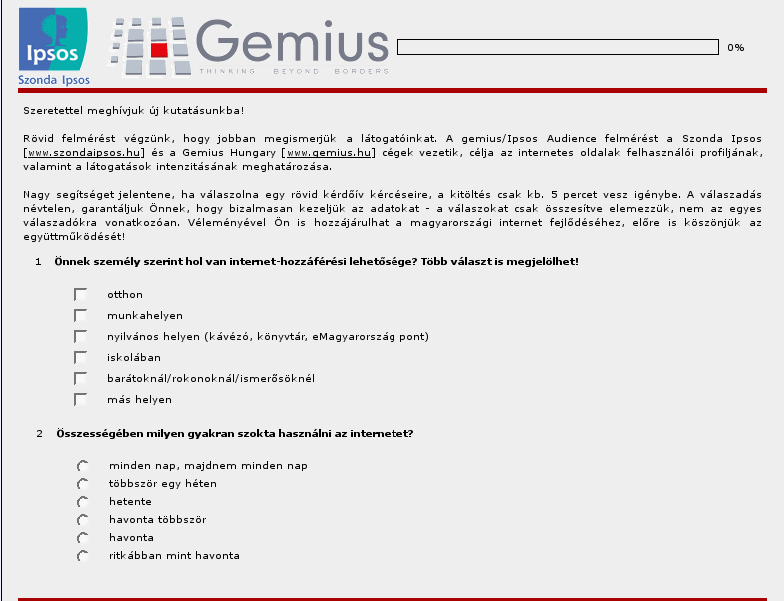 Ipsos
Szonda Ipsos
Gemius
THINKING BEYOND BORDERS
0%
Szeretettel meghívjuk új kutatásunkba!
Rövid felmérést végzünk, hogy jobban megismerjük a látogatóinkat. A gemius/Ipsos Audience felmérést a Szonda Ipsos
[www.szondaipsos.hu] és a Gemius Hungary [www.gemius.hu] cégek vezetik, célja az internetes oldalak felhasználói profiljának,
valamint a látogatások intenzitásának meghatározása.
Nagy segítséget jelentene, ha válaszolna egy rövid kérdőív kérceséire, a kitöltés csak kb. 5 percet vesz igénybe. A válaszadás
névtelen, garantáljuk Önnek, hogy bizalmasan kezeljük az adatokat - a válaszokat csak összesítve elemezzük, nem az egyes
válaszadókra vonatkozóan. Véleményével Ön is hozzájárulhat a magyarországi internet fejlődéséhez, előre is köszönjük az
együttműködését!
1 Önnek személy szerint hol van internet-hozzáférési lehetősége? Több választ is megjelölhet!
otthon
munkahelyen
nyilvános helyen (kávézó, könyvtár, eMagyarország pont)
iskolában
barátoknál/rokonoknál/ismerősöknél
más helyen
2 Összességében milyen gyakran szokta használni az internetet?
minden nap, majdnem minden nap
többször egy héten
hetente
havonta többször
havonta
ritkábban mint havonta